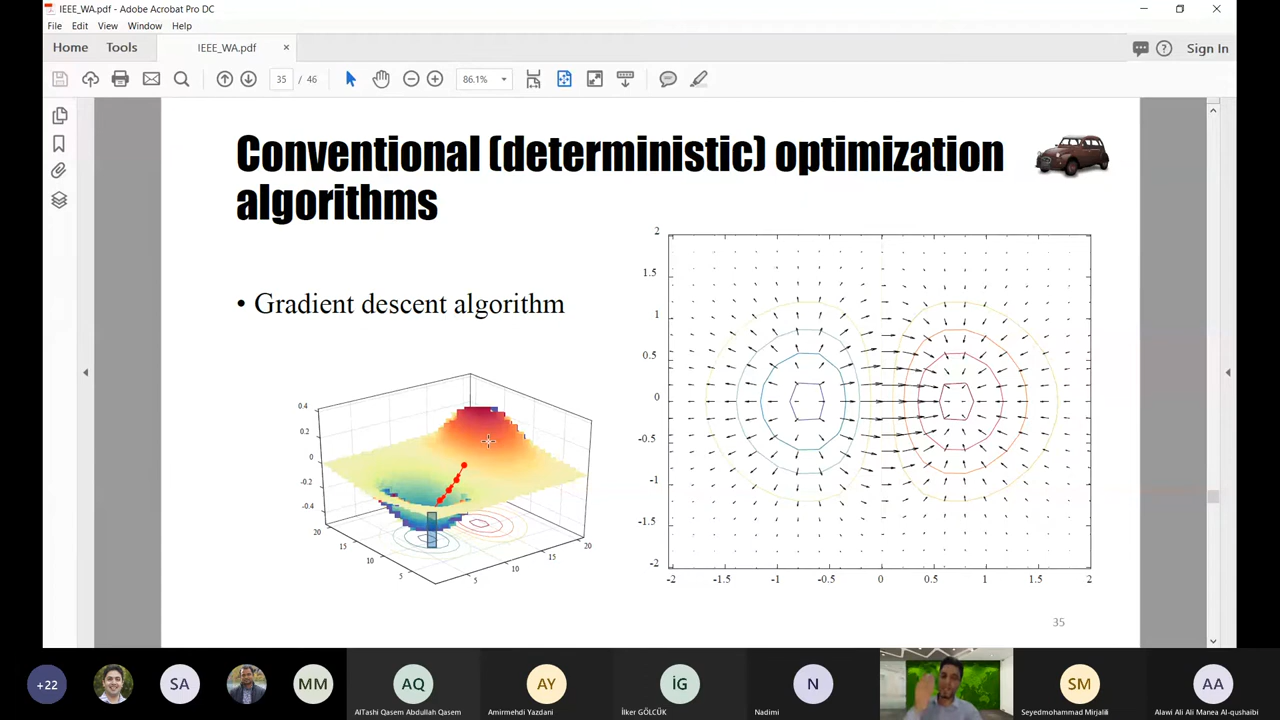 IEEE_WA.pdf - Adobe Acrobat Pro DC
File Edit View Window Help
Home Tools IEEE_WA.pdf × Sign In
35 / 46 86.1%
Conventional (deterministic) optimization
algorithms
• Gradient descent algorithm
0.4
0.2
0
-0.2
-0.4
20
15
10
5
5
10
15
20
2
1.5
1
0.5
0
-0.5
-1
-1.5
-2
-2 -1.5 -1 -0.5 0 0.5 1 1.5 2
35
+22 SA MM AQ AY İG N SM AA
AlTashi Qasem Abdullah Qasem Amirmehdi Yazdani İlker GÖLCÜK Nadimi Seyedmohammad Mirjalili Alawi Ali Ali Manea Al-qushaibi